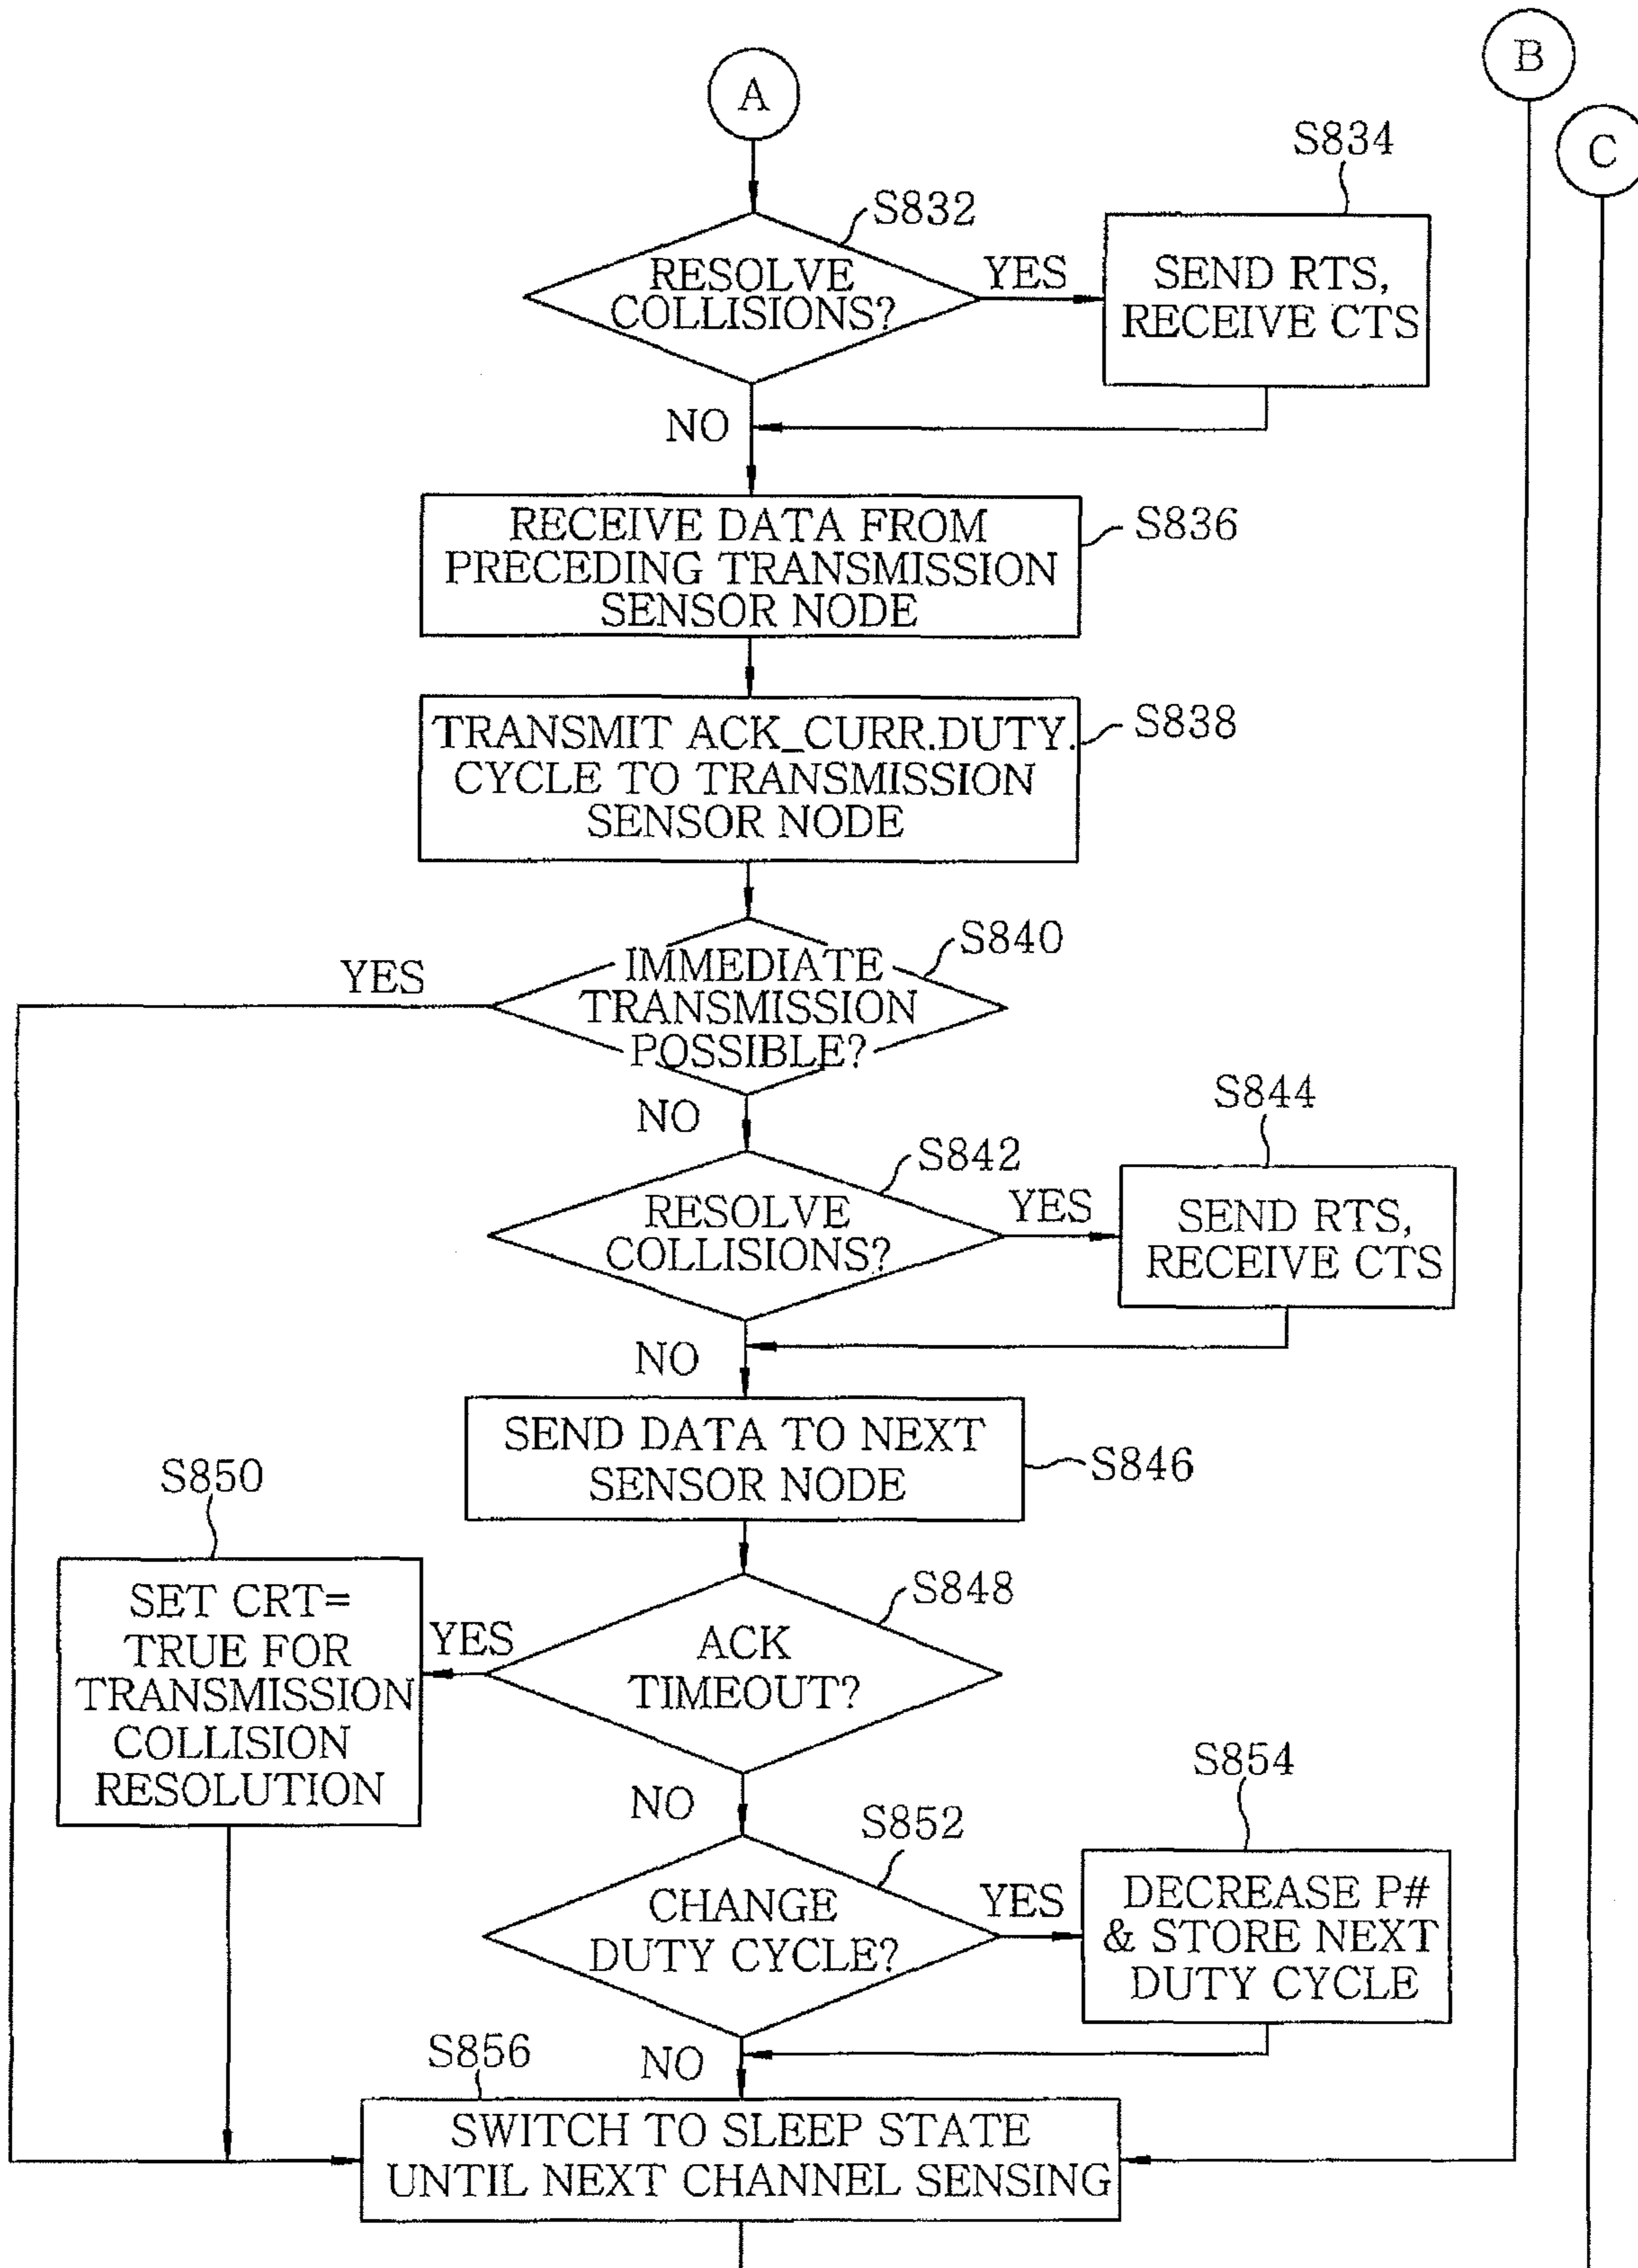 B
A
C
S834
S832
RESOLVE
COLLISIONS?
YES
SEND RTS,
RECEIVE CTS
NO
RECEIVE DATA FROM
PRECEDING TRANSMISSION
SENSOR NODE
S836
TRANSMIT ACK_CURR.DUTY.
CYCLE TO TRANSMISSION
SENSOR NODE
S838
S840
IMMEDIATE
TRANSMISSION
POSSIBLE?
YES
NO
S844
S842
RESOLVE
COLLISIONS?
YES
SEND RTS,
RECEIVE CTS
NO
SEND DATA TO NEXT
SENSOR NODE
S846
S850
SET CRT=
TRUE FOR
TRANSMISSION
COLLISION
RESOLUTION
YES
S848
ACK
TIMEOUT?
NO
S854
S852
CHANGE
DUTY CYCLE?
YES
DECREASE P#
& STORE NEXT
DUTY CYCLE
NO
S856
SWITCH TO SLEEP STATE
UNTIL NEXT CHANNEL SENSING